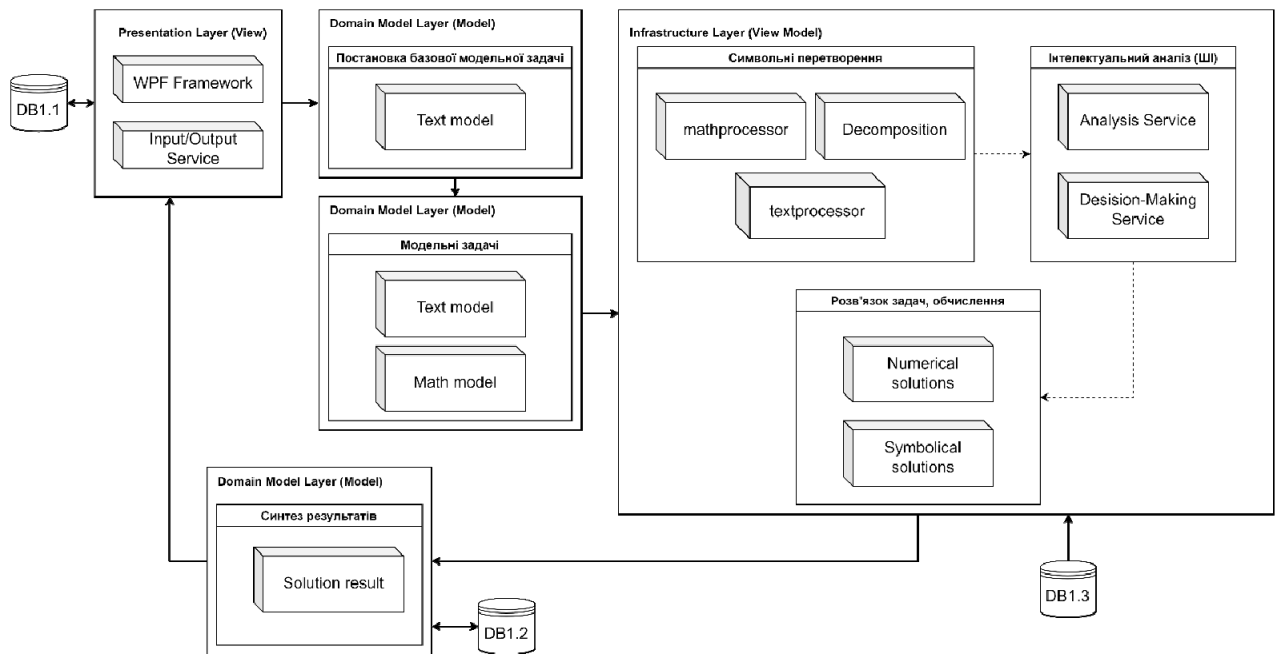 Presentation Layer (View)
WPF Framework
Input/Output
Service
DB1.1
Domain Model Layer (Model)
Постановка базової модельної задачі
Text model
Domain Model Layer (Model)
Модельні задачі
Text model
Math model
Infrastructure Layer (View Model)
Символьні перетворення
mathprocessor
Decomposition
textprocessor
Інтелектуальний аналіз (ШІ)
Analysis Service
Desision-Making
Service
Розв'язок задач, обчислення
Numerical
solutions
Symbolical
solutions
Domain Model Layer (Model)
Синтез результатів
Solution result
DB1.2
DB1.3